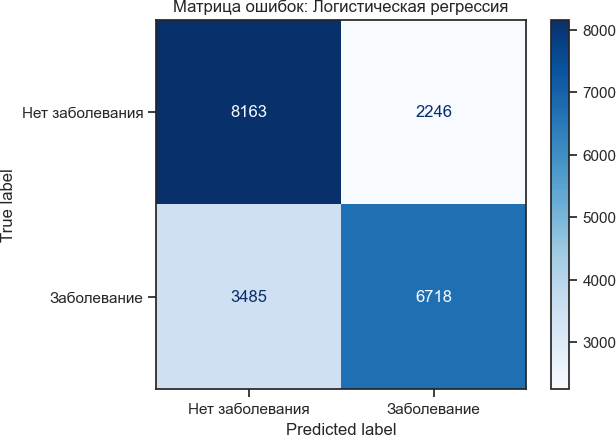 Матрица ошибок: Логистическая регрессия
8000
7000
6000
5000
4000
3000
True label
Нет заболевания
8163
2246
Заболевание
3485
6718
Нет заболевания
Заболевание
Predicted label